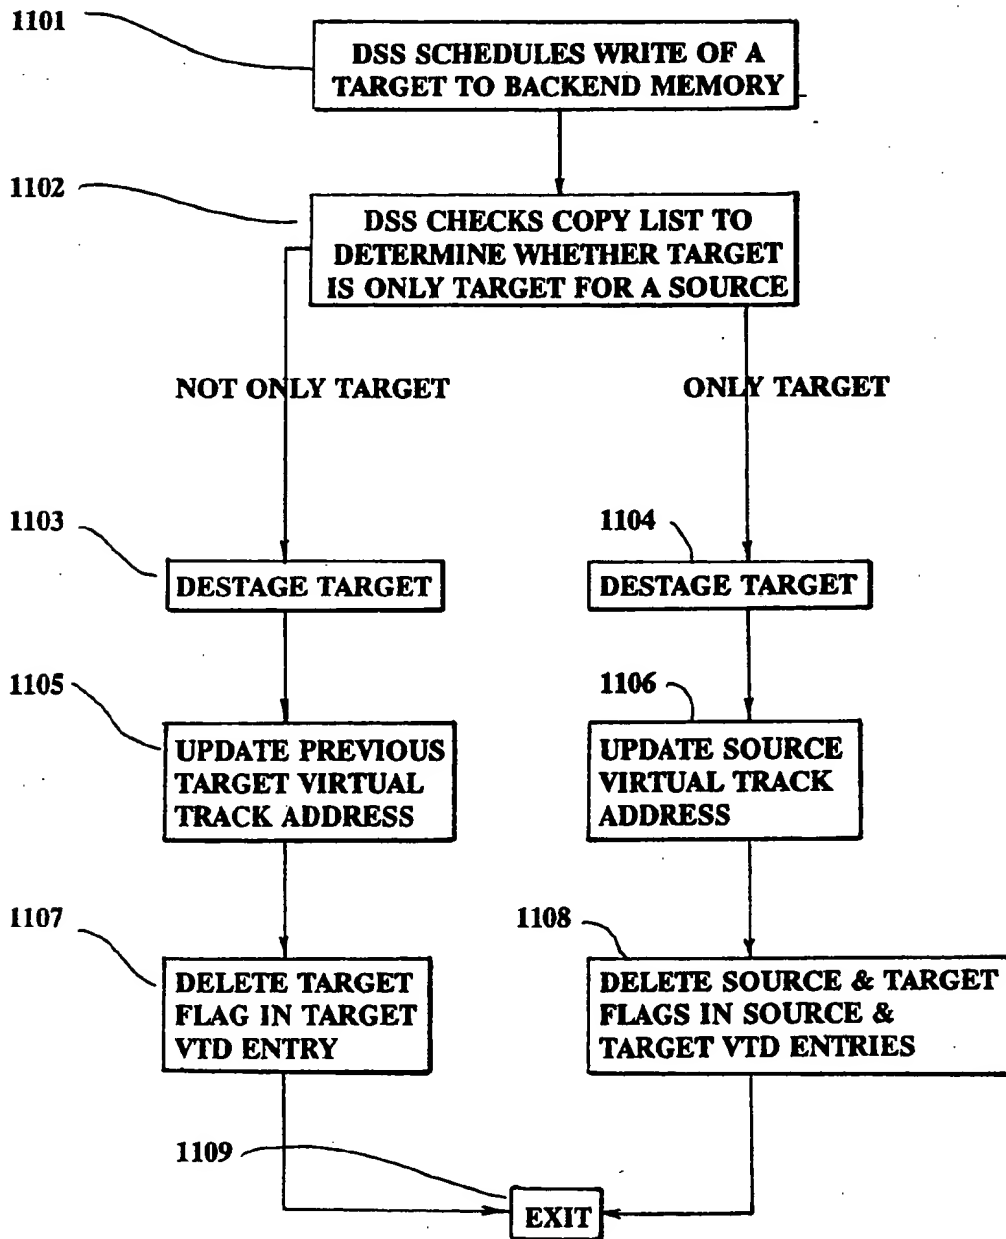 1101
DSS SCHEDULES WRITE OF A
TARGET TO BACKEND MEMORY
1102
DSS CHECKS COPY LIST TO
DETERMINE WHETHER TARGET
IS ONLY TARGET FOR A SOURCE
NOT ONLY TARGET
ONLY TARGET
1103
DESTAGE TARGET
1104
DESTAGE TARGET
1105
UPDATE PREVIOUS
TARGET VIRTUAL
TRACK ADDRESS
1106
UPDATE SOURCE
VIRTUAL TRACK
ADDRESS
1107
DELETE TARGET
FLAG IN TARGET
VTD ENTRY
1108
DELETE SOURCE & TARGET
FLAGS IN SOURCE &
TARGET VTD ENTRIES
1109
EXIT